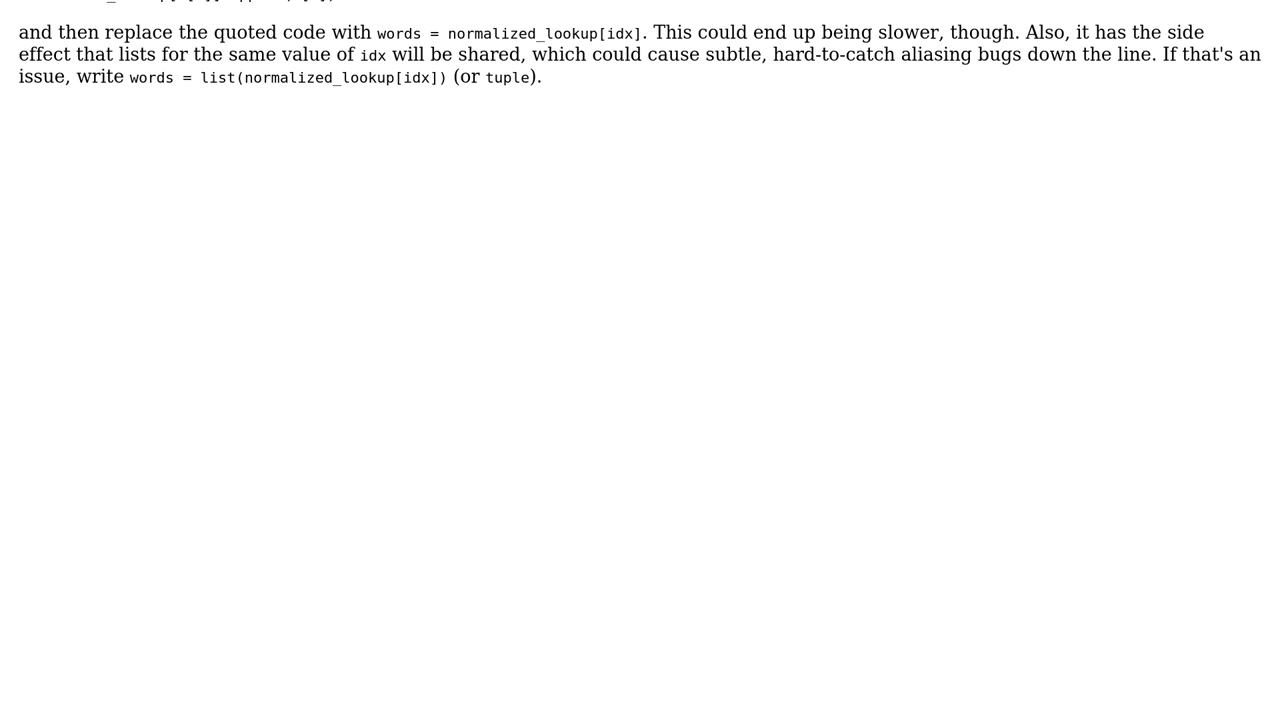 and then replace the quoted code with words = normalized_lookup[idx]. This could end up being slower, though. Also, it has the side
effect that lists for the same value of idx will be shared, which could cause subtle, hard-to-catch aliasing bugs down the line. If that's an
issue, write words = list(normalized_lookup[idx]) (or tuple).